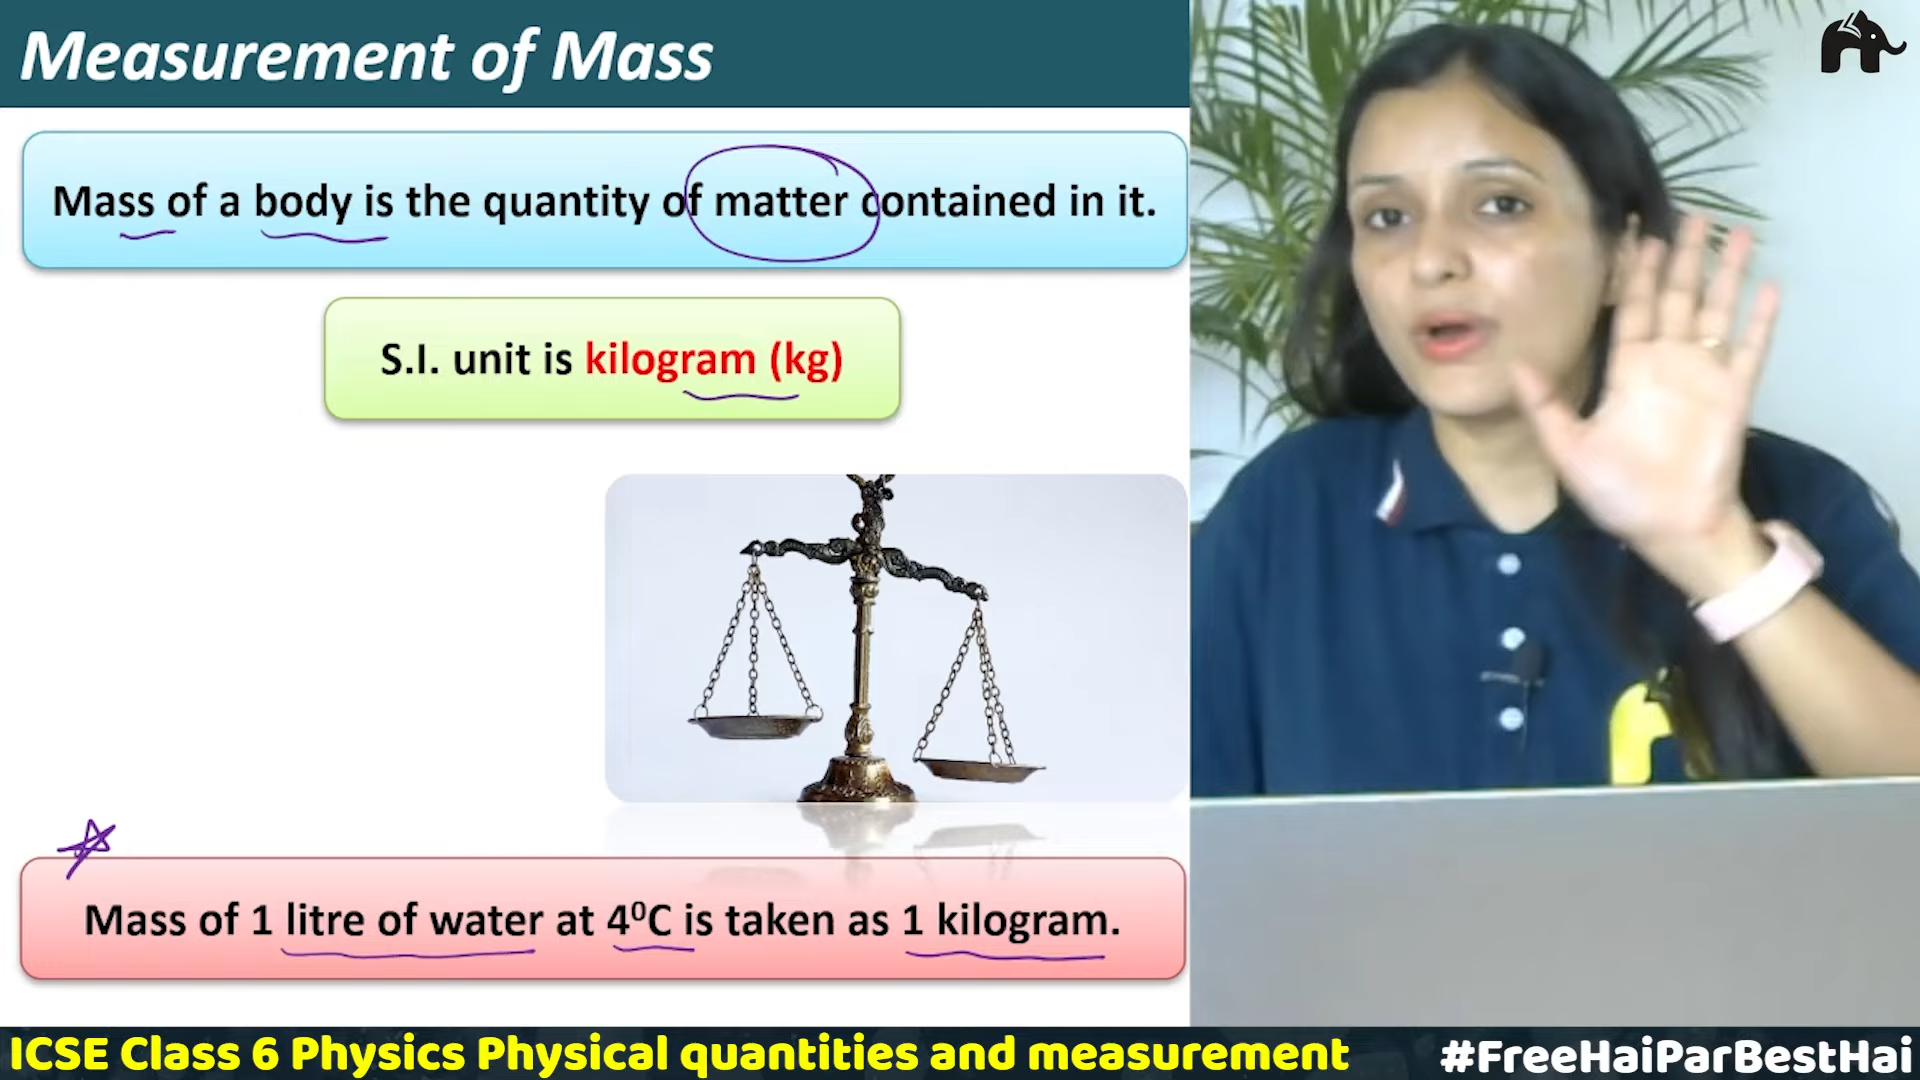 Measurement of Mass
Mass of a body is the quantity of matter contained in it.
S.I. unit is kilogram (kg)
Mass of 1 litre of water at 4⁰C is taken as 1 kilogram.
ICSE Class 6 Physics Physical quantities and measurement
#FreeHaiParBestHai